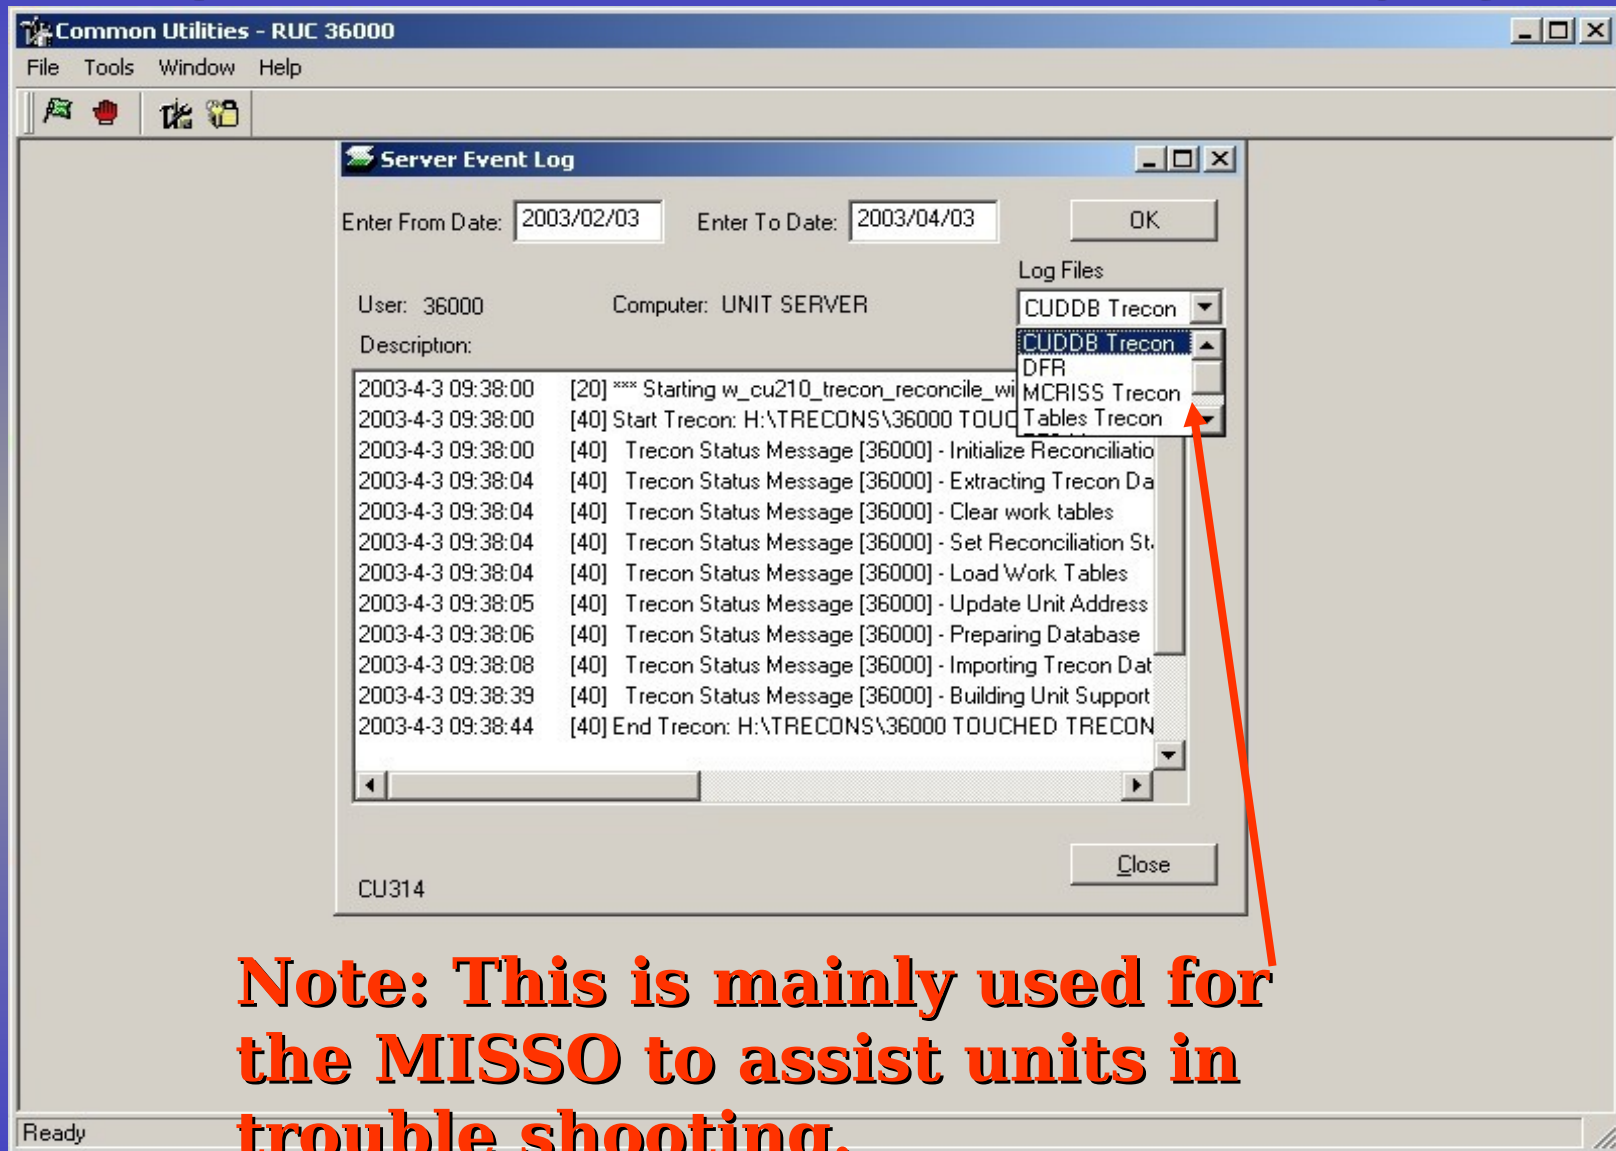 Common Utilities - RUC 36000
File Tools Window Help
Server Event Log
Enter From Date: 2003/02/03 Enter To Date: 2003/04/03 OK
Log Files
User: 36000 Computer: UNIT SERVER CUDDB Trecon
Description:
CUDDB Trecon
DFR
MCRISS Trecon
Tables Trecon
2003-4-3 09:38:00 [20] *** Starting w_cu210_trecon_reconcile_wi
2003-4-3 09:38:00 [40] Start Trecon: H:\TRECONS\36000 TOUC
2003-4-3 09:38:00 [40] Trecon Status Message [36000] - Initialize Reconciliatio
2003-4-3 09:38:04 [40] Trecon Status Message [36000] - Extracting Trecon Da
2003-4-3 09:38:04 [40] Trecon Status Message [36000] - Clear work tables
2003-4-3 09:38:04 [40] Trecon Status Message [36000] - Set Reconciliation St
2003-4-3 09:38:04 [40] Trecon Status Message [36000] - Load Work Tables
2003-4-3 09:38:05 [40] Trecon Status Message [36000] - Update Unit Address
2003-4-3 09:38:06 [40] Trecon Status Message [36000] - Preparing Database
2003-4-3 09:38:08 [40] Trecon Status Message [36000] - Importing Trecon Dat
2003-4-3 09:38:39 [40] Trecon Status Message [36000] - Building Unit Support
2003-4-3 09:38:44 [40] End Trecon: H:\TRECONS\36000 TOUCHED TRECON
Close
CU314
Note: This is mainly used for
the MISSO to assist units in
trouble shooting.
Ready